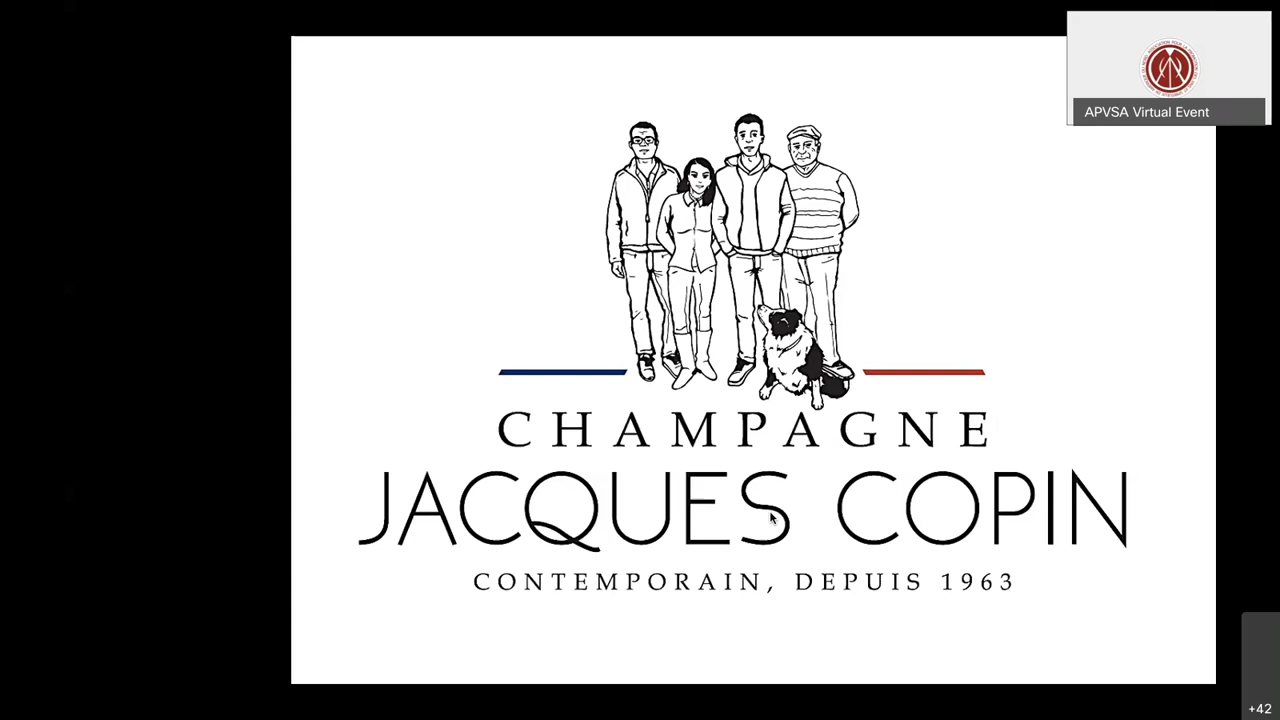 APVSA Virtual Event
CHAMPAGNE
JACQUES COPIN
CONTEMPORAIN, DEPUIS 1963
+42